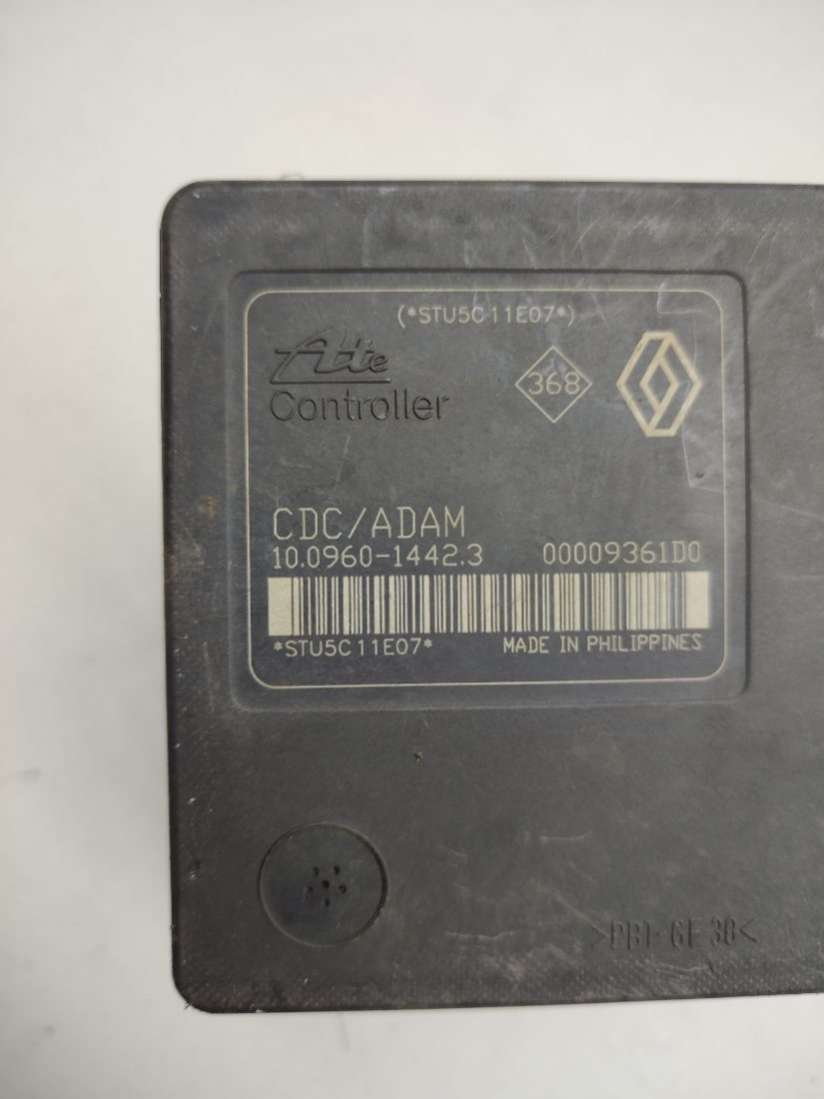 (*STU5C11E07*)
Ate
368
Controller
CDC/ADAM
10.0960-1442.3 00009361D0
*STU5C11E07* MADE IN PHILIPPINES
>PBT-GF30<